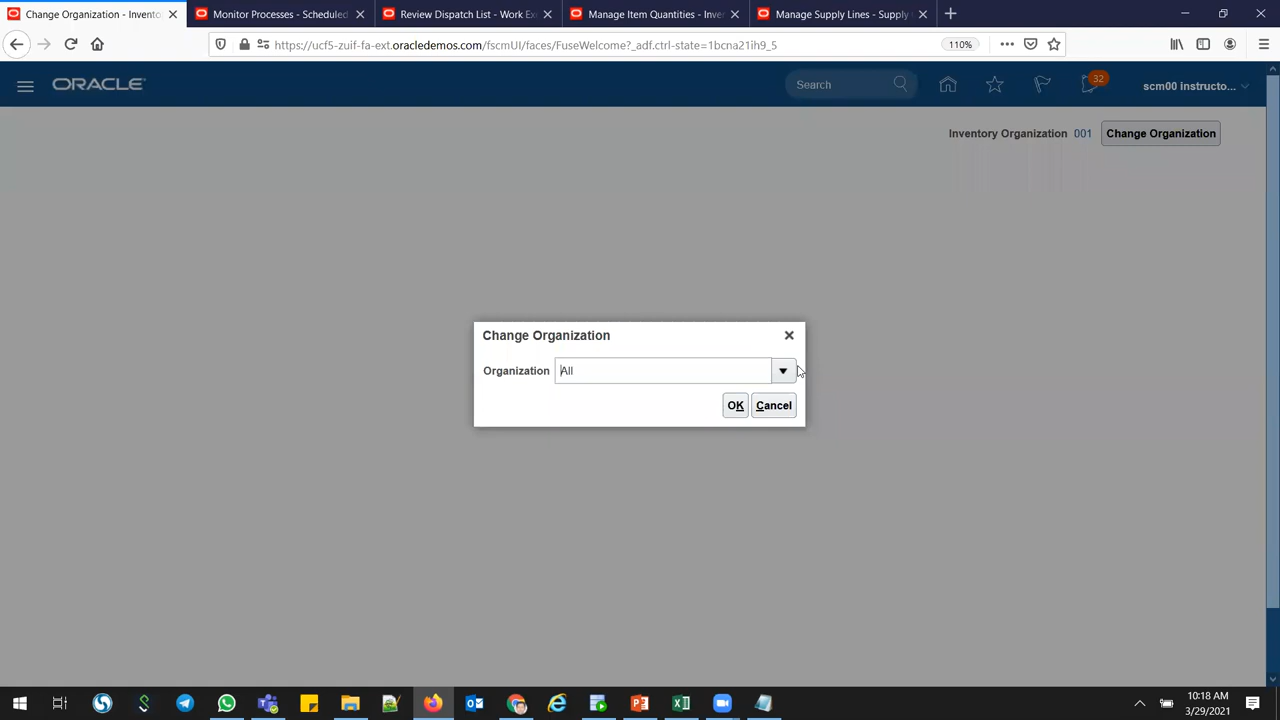 Change Organization - Invento
Monitor Processes - Scheduled
Review Dispatch List - Work Ex
Manage Item Quantities - Inven
Manage Supply Lines - Supply
https://ucf5-zuif-fa-ext.oracledemos.com/fscmUI/faces/FuseWelcome?_adf.ctrl-state=1bcna21ih9_5
110%
ORACLE
Search
32
scm00 instructo...
Inventory Organization 001 Change Organization
Change Organization
Organization All
OK Cancel
10:18 AM
3/29/2021